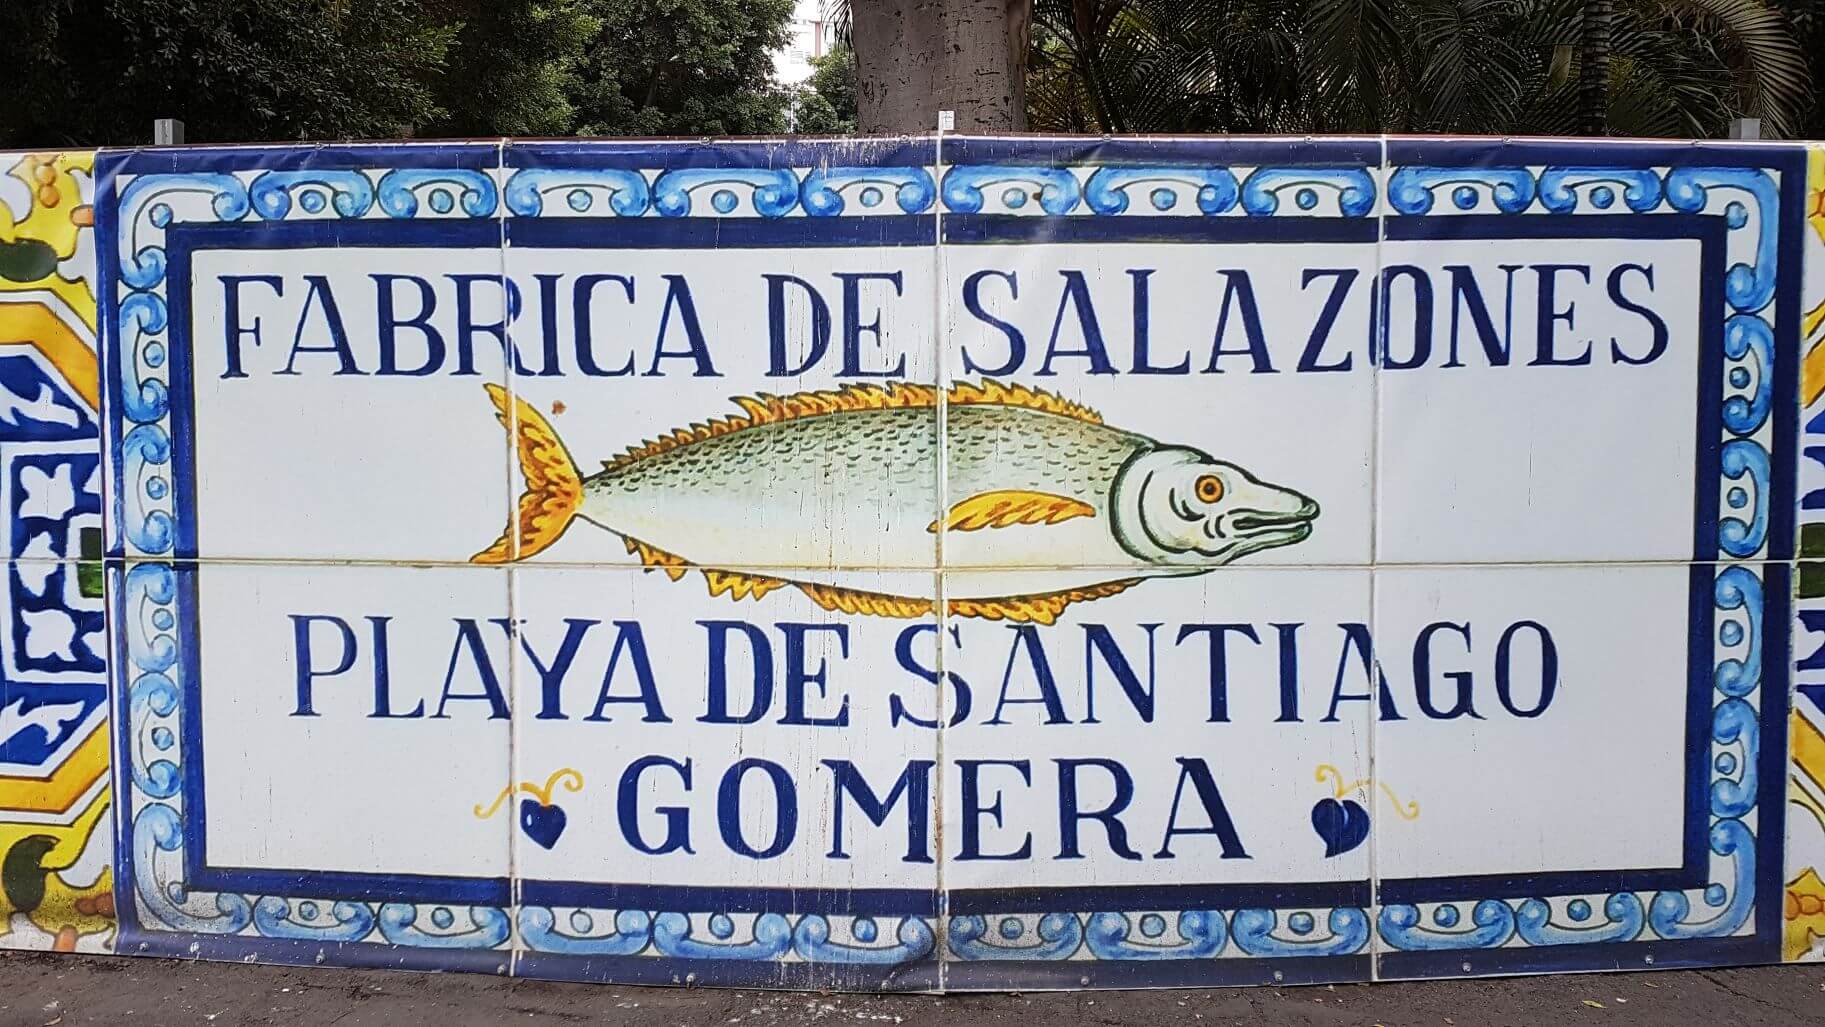 FABRICA DE SALAZONES
PLAYA DE SANTIAGO
GOMERA